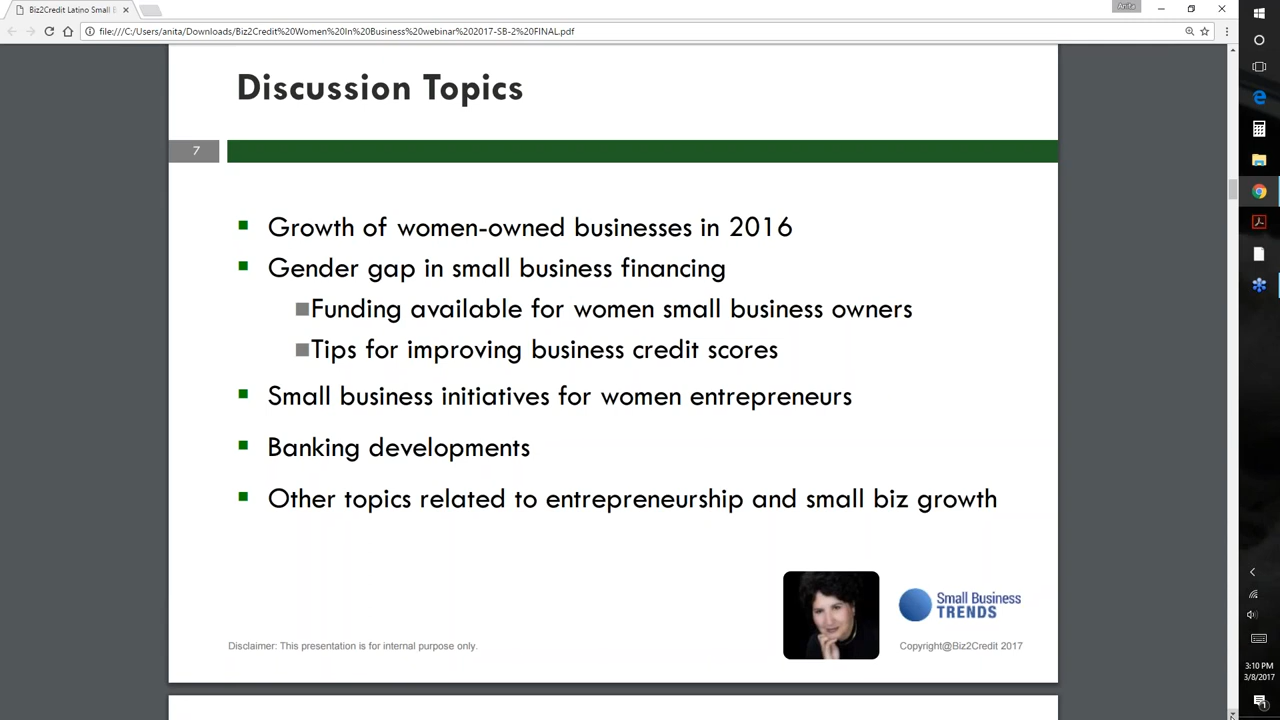 Biz2Credit Latino Small B
Anita
file:///C:/Users/anita/Downloads/Biz2Credit%20Women%20In%20Business%20webinar%202017-SB-2%20FINAL.pdf
Discussion Topics
7
Growth of women-owned businesses in 2016
Gender gap in small business financing
Funding available for women small business owners
Tips for improving business credit scores
Small business initiatives for women entrepreneurs
Banking developments
Other topics related to entrepreneurship and small biz growth
Small Business
TRENDS
Disclaimer: This presentation is for internal purpose only.
Copyright@Biz2Credit 2017
3:10 PM
3/8/2017
1